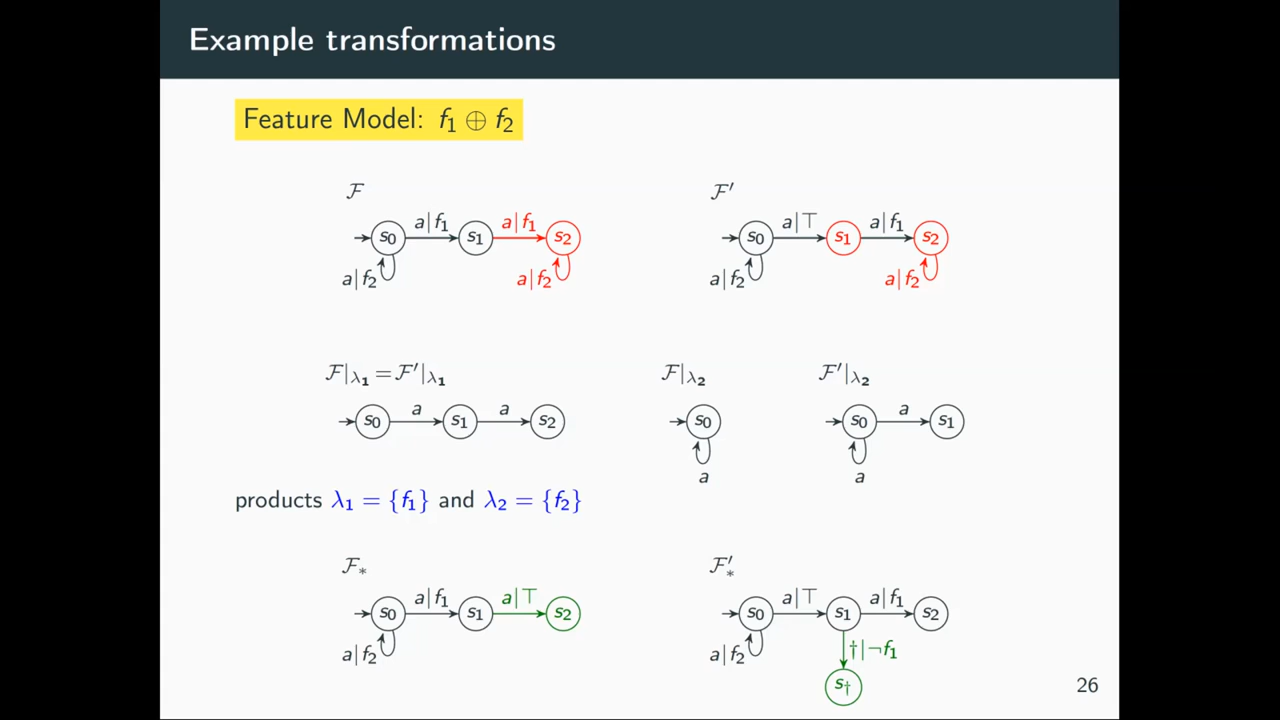 Example transformations
Feature Model: f₁ ⊕ f₂
ℱ
a|f₁ a|f₁
s₀ s₁ s₂
a|f₂ a|f₂
ℱ′
a|⊤ a|f₁
s₀ s₁ s₂
a|f₂ a|f₂
ℱ|λ₁ = ℱ′|λ₁
a a
s₀ s₁ s₂
ℱ|λ₂
s₀
a
ℱ′|λ₂
a
s₀ s₁
a
products λ₁ = {f₁} and λ₂ = {f₂}
ℱ∗
a|f₁ a|⊤
s₀ s₁ s₂
a|f₂
ℱ′∗
a|⊤ a|f₁
s₀ s₁ s₂
a|f₂ †|¬f₁
s†
26